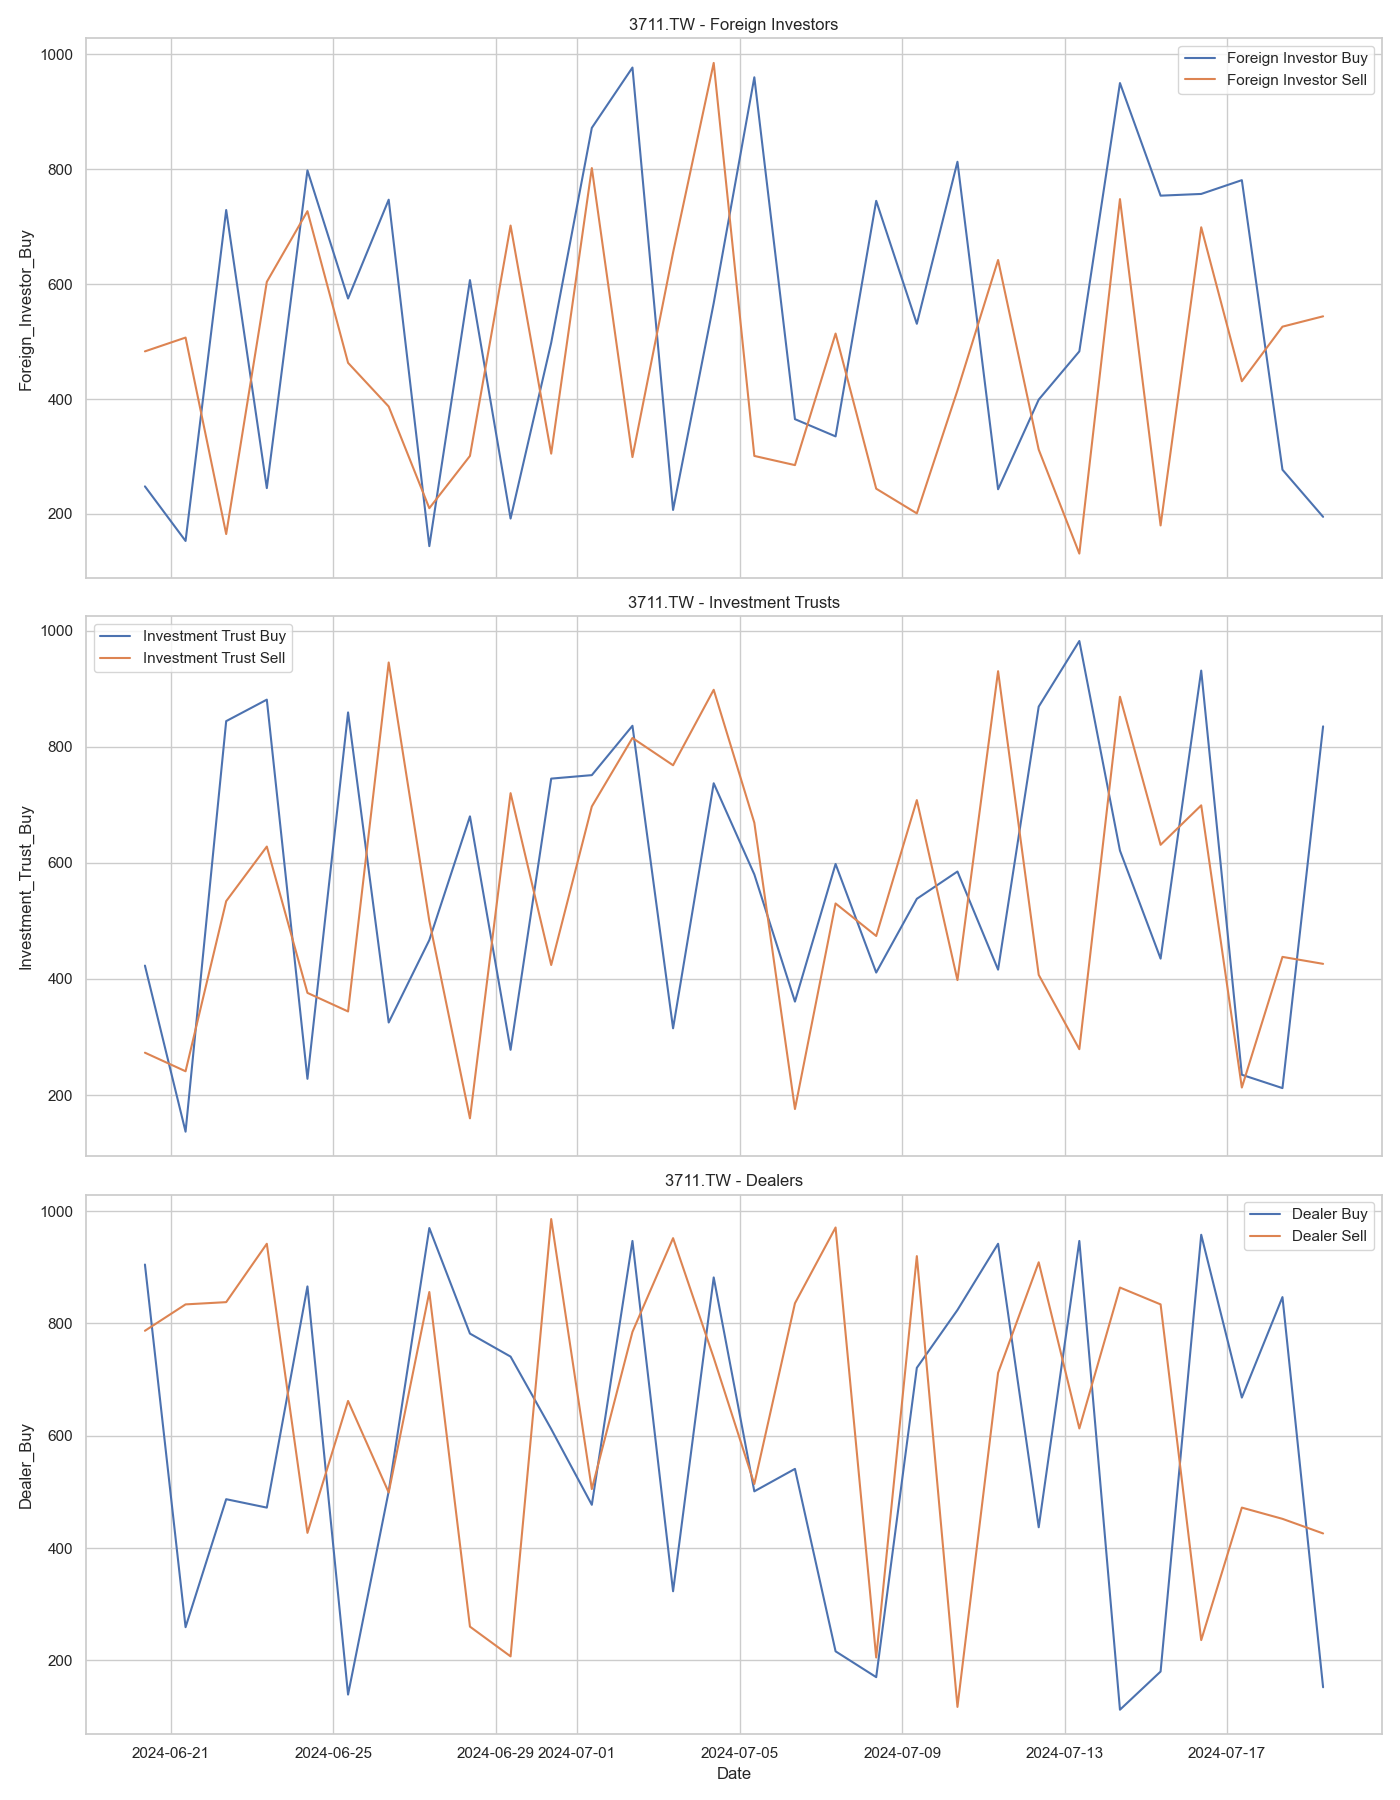 3711.TW - Foreign Investors
Foreign Investor Buy
Foreign Investor Sell
Foreign_Investor_Buy
1000
800
600
400
200
3711.TW - Investment Trusts
Investment Trust Buy
Investment Trust Sell
Investment_Trust_Buy
1000
800
600
400
200
3711.TW - Dealers
Dealer Buy
Dealer Sell
Dealer_Buy
1000
800
600
400
200
2024-06-21 2024-06-25 2024-06-29 2024-07-01 2024-07-05 2024-07-09 2024-07-13 2024-07-17
Date